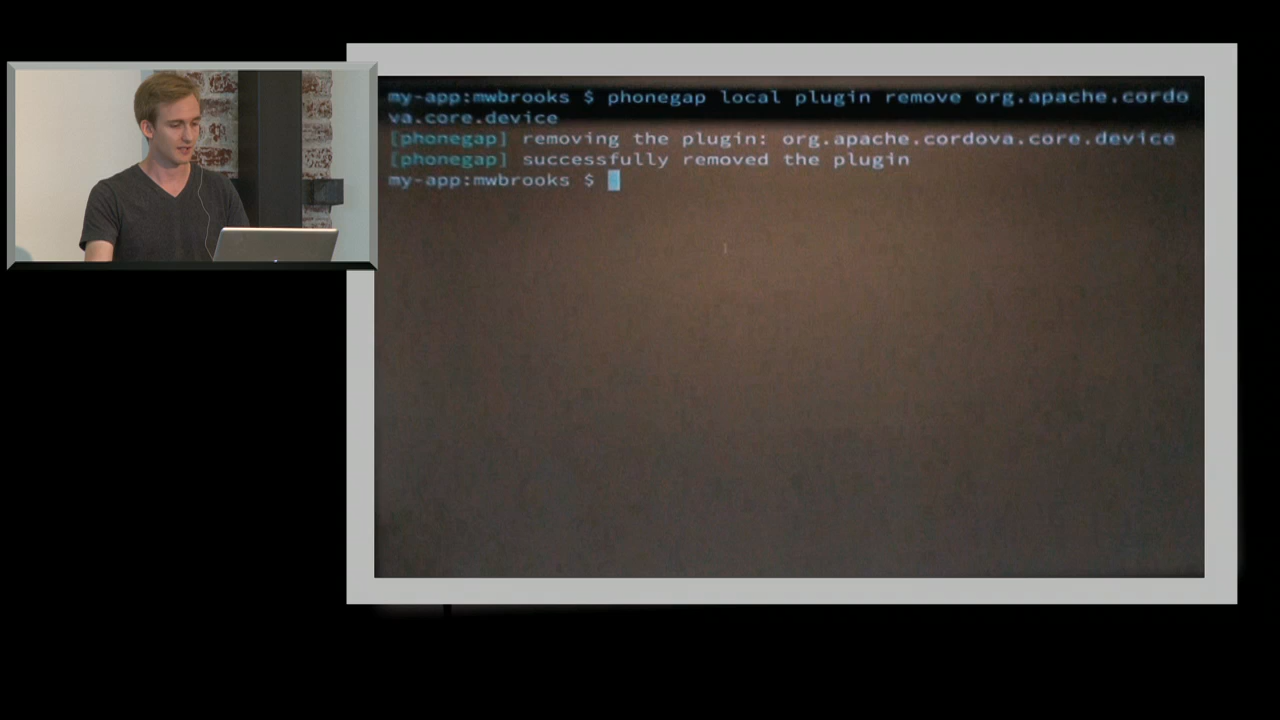 my-app:mwbrooks $ phonegap local plugin remove org.apache.cordo
va.core.device
[phonegap] removing the plugin: org.apache.cordova.core.device
[phonegap] successfully removed the plugin
my-app:mwbrooks $